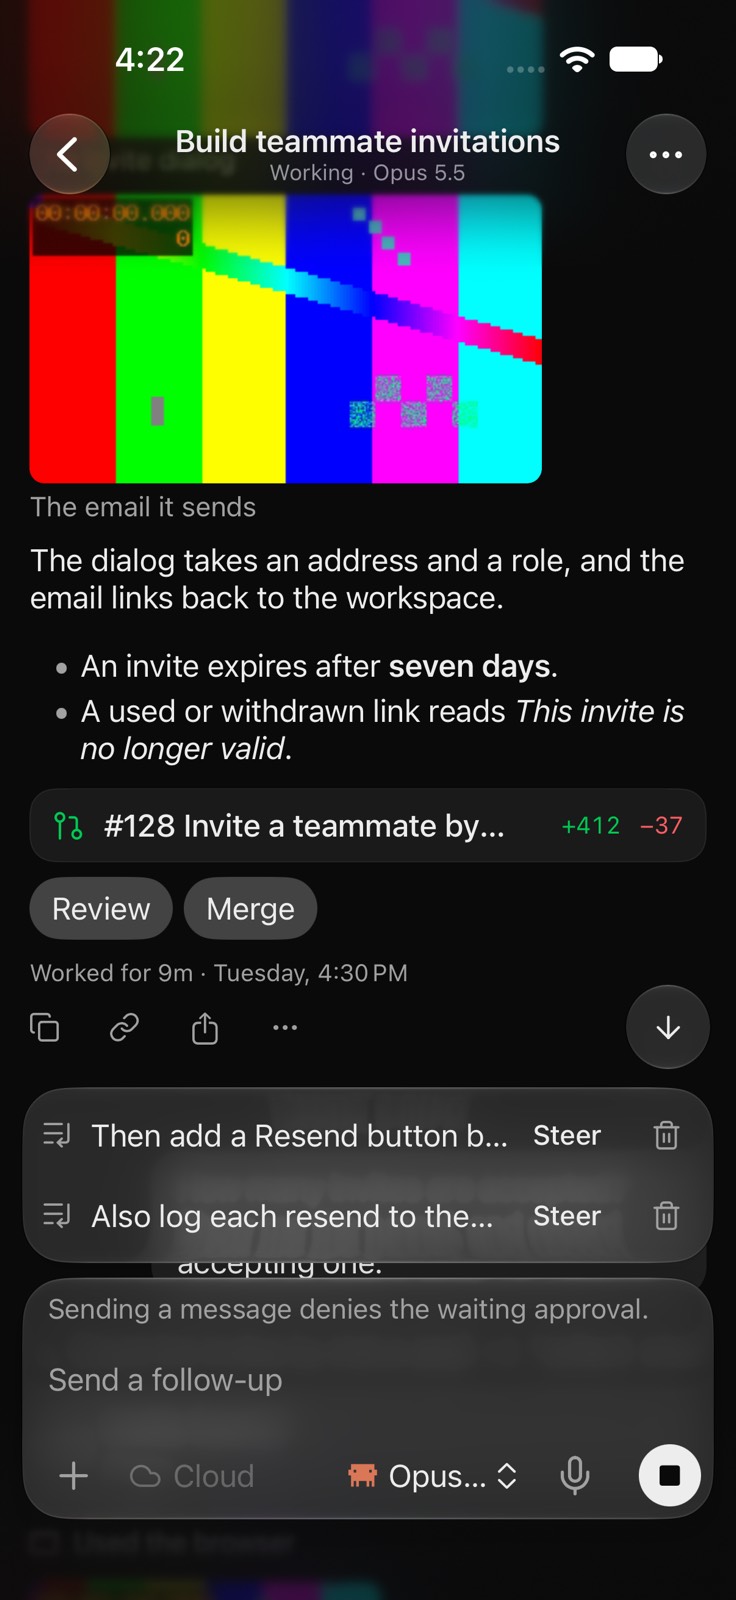 4:22
Build teammate invitations
Working · Opus 5.5
00:00:00.000
0
The email it sends
The dialog takes an address and a role, and the
email links back to the workspace.
• An invite expires after seven days.
• A used or withdrawn link reads This invite is
no longer valid.
#128 Invite a teammate by... +412 −37
Review Merge
Worked for 9m · Tuesday, 4:30 PM
Then add a Resend button b... Steer
Also log each resend to the... Steer
accepting one.
Sending a message denies the waiting approval.
Send a follow-up
Cloud Opus...
Used the browser